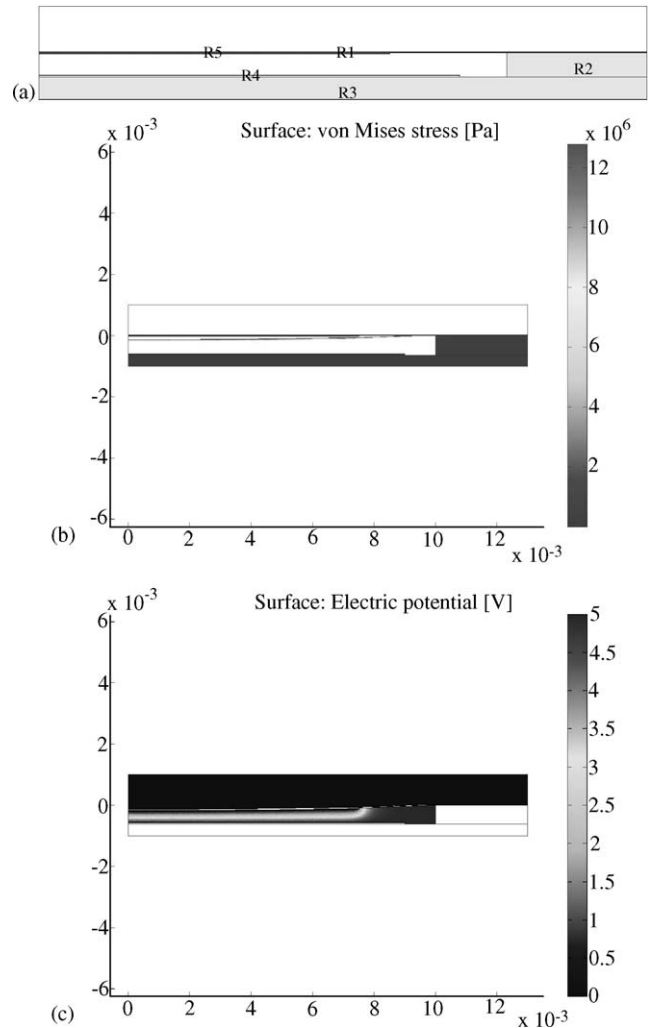 R5 R1
R2
R4
(a) R3
x 10-3 Surface: von Mises stress [Pa] x 10^6
6 12
4 10
2 8
0 6
-2 4
-4 2
-6
(b) 0 2 4 6 8 10 12
x 10-3
x 10-3 Surface: Electric potential [V]
6 5
4.5
4 4
3.5
2 3
0 2.5
2
-2 1.5
-4 1
0.5
-6 0
(c) 0 2 4 6 8 10 12
x 10-3